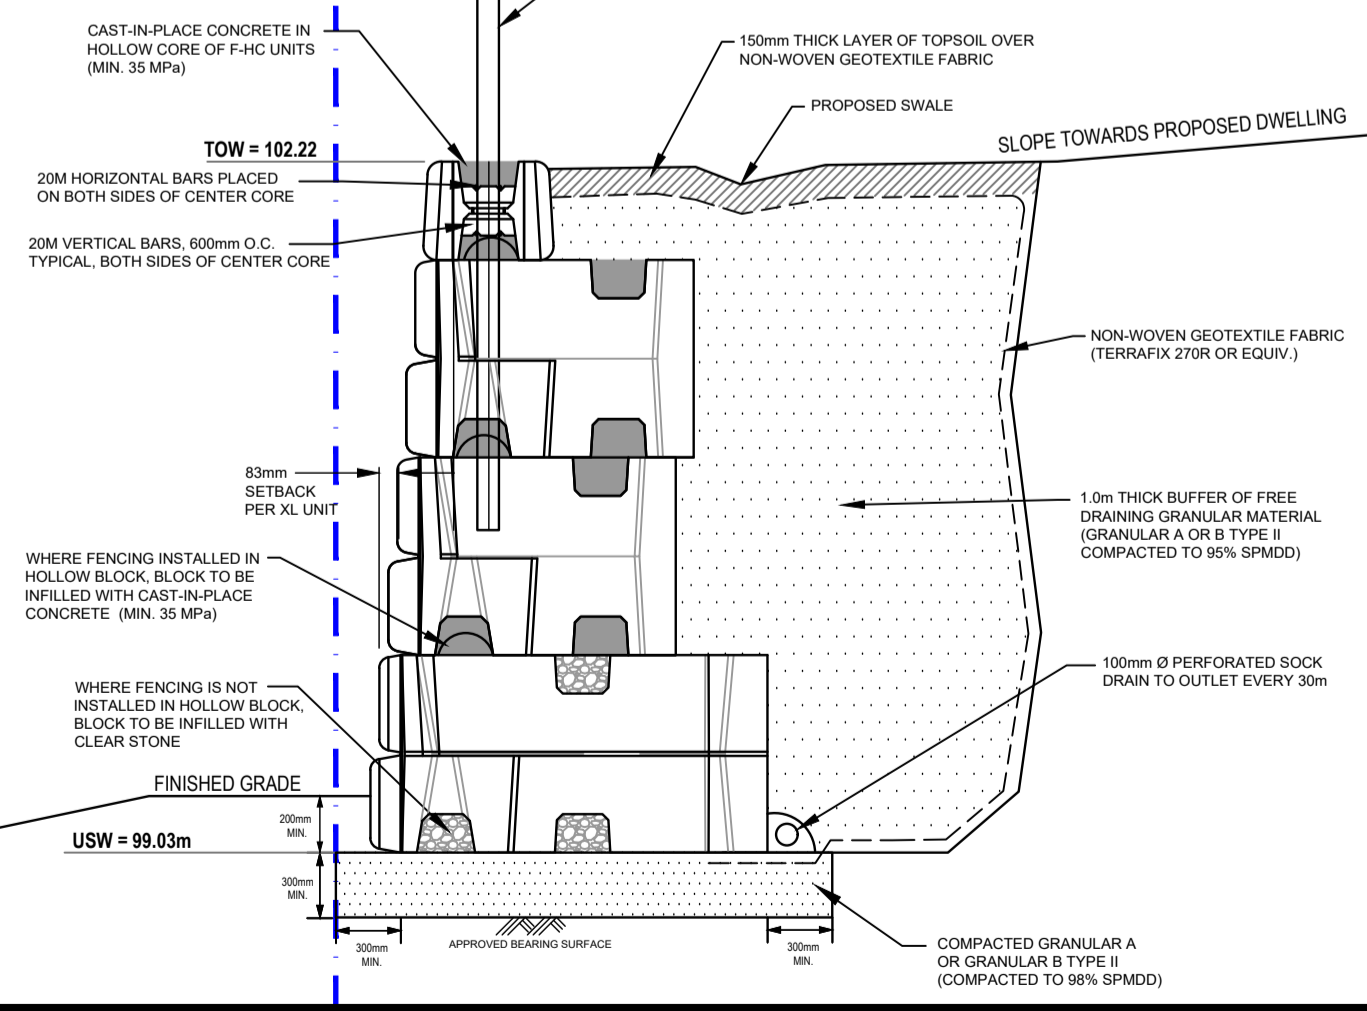 CAST-IN-PLACE CONCRETE IN
HOLLOW CORE OF F-HC UNITS
(MIN. 35 MPa)
150mm THICK LAYER OF TOPSOIL OVER
NON-WOVEN GEOTEXTILE FABRIC
PROPOSED SWALE
SLOPE TOWARDS PROPOSED DWELLING
TOW = 102.22
20M HORIZONTAL BARS PLACED
ON BOTH SIDES OF CENTER CORE
20M VERTICAL BARS, 600mm O.C.
TYPICAL, BOTH SIDES OF CENTER CORE
NON-WOVEN GEOTEXTILE FABRIC
(TERRAFIX 270R OR EQUIV.)
83mm
SETBACK
PER XL UNIT
1.0m THICK BUFFER OF FREE
DRAINING GRANULAR MATERIAL
(GRANULAR A OR B TYPE II
COMPACTED TO 95% SPMDD)
WHERE FENCING INSTALLED IN
HOLLOW BLOCK, BLOCK TO BE
INFILLED WITH CAST-IN-PLACE
CONCRETE (MIN. 35 MPa)
100mm Ø PERFORATED SOCK
DRAIN TO OUTLET EVERY 30m
WHERE FENCING IS NOT
INSTALLED IN HOLLOW BLOCK,
BLOCK TO BE INFILLED WITH
CLEAR STONE
FINISHED GRADE
200mm
MIN.
USW = 99.03m
300mm
MIN.
300mm
MIN.
APPROVED BEARING SURFACE
300mm
MIN.
COMPACTED GRANULAR A
OR GRANULAR B TYPE II
(COMPACTED TO 98% SPMDD)